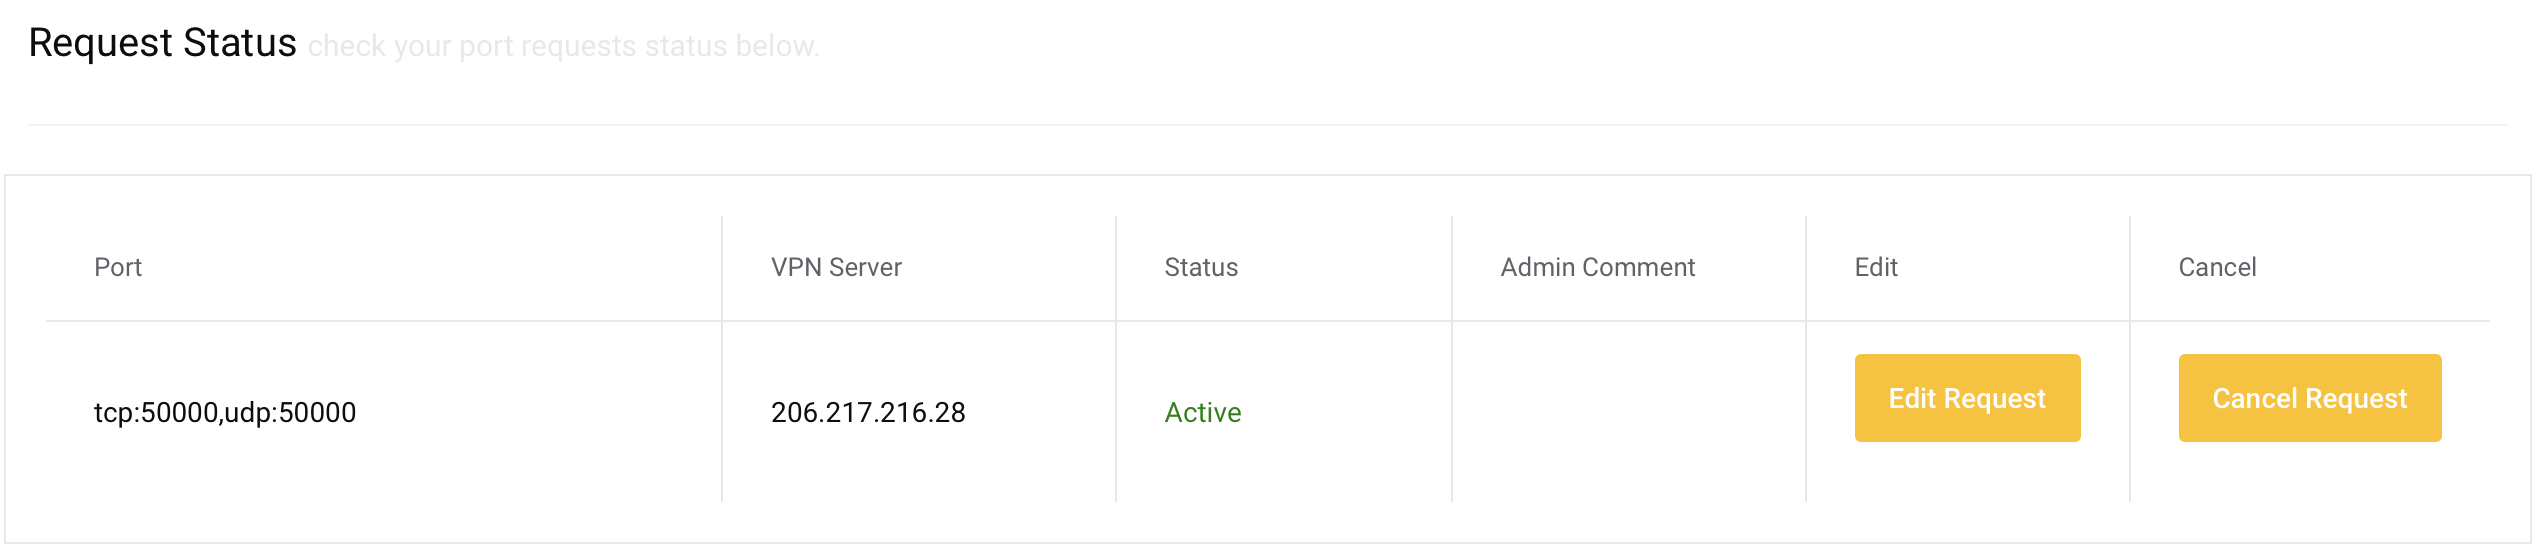 Request Status check your port requests status below.
Port VPN Server Status Admin Comment Edit Cancel
tcp:50000,udp:50000 206.217.216.28 Active Edit Request Cancel Request